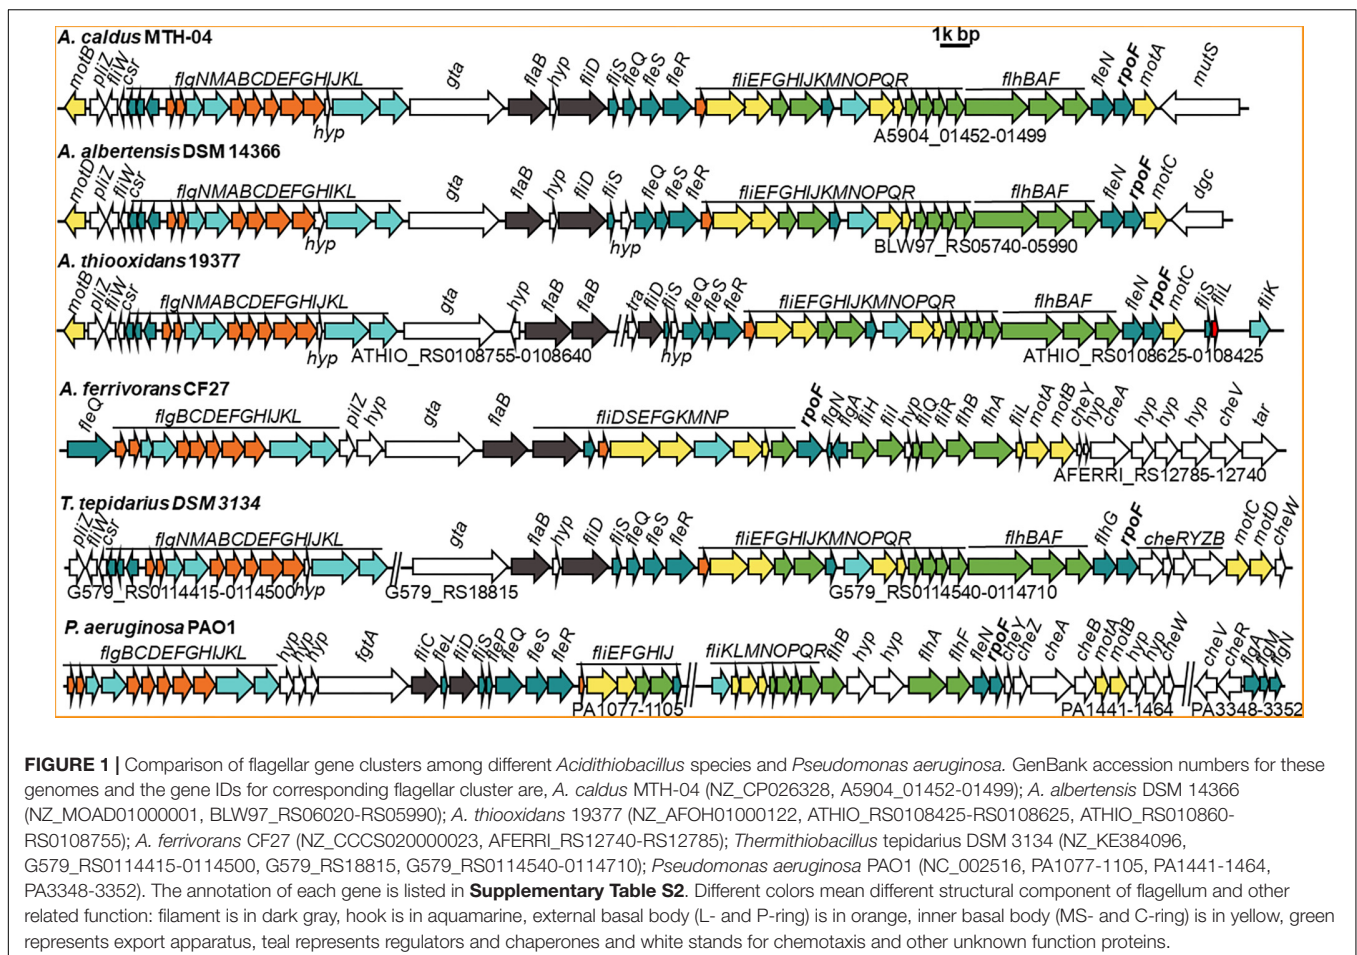 A. caldus MTH-04
1k bp
motB pliZ fliW csr flgNMABCDEFGHIJKL gta flaB hyp fliD fliS fleQ fleS fleR fliEFGHIJKMNOPQR flhBAF fleN rpoF motA mutS
hyp A5904_01452-01499
A. albertensis DSM 14366
motD pliZ fliW csr flgNMABCDEFGHIKL gta flaB hyp fliD fliS fleQ fleS fleR fliEFGHIJKMNOPQR flhBAF fleN rpoF motC dgc
hyp hyp BLW97_RS05740-05990
A. thiooxidans 19377
motB pliZ fliW csr flgNMABCDEFGHIJKL gta hyp flaB flaB tra fliD fliS fleQ fleS fleR fliEFGHIJKMNOPQR flhBAF fleN rpoF motC fliS fliL fliK
hyp ATHIO_RS0108755-0108640 hyp ATHIO_RS0108625-0108425
A. ferrivorans CF27
fleQ flgBCDEFGHIJKL pilZ hyp gta flaB fliDSEFGKMNP rpoF flgN flgA fliH fliI hyp fliQ fliR flhB flhA fliL motA motB cheY hyp cheA hyp hyp hyp cheV tar
AFERRI_RS12785-12740
T. tepidarius DSM 3134
pliZ fliW csr flgNMABCDEFGHIJKL gta flaB hyp fliD fliS fleQ fleS fleR fliEFGHIJKMNOPQR flhBAF flhG rpoF cheRYZB motC motD cheW
G579_RS0114415-0114500 hyp G579_RS18815 G579_RS0114540-0114710
P. aeruginosa PAO1
flgBCDEFGHIJKL hyp hyp hyp fgtA fliC fleL fliD fliS flieP fleQ fleS fleR fliEFGHIJ fliKLMNOPQR flhB hyp hyp flhA flhF fleN rpoF cheY cheZ cheA cheB motA motB hyp hyp cheW cheV cheR flgA flgM flgN
PA1077-1105 PA1441-1464 PA3348-3352
FIGURE 1 | Comparison of flagellar gene clusters among different Acidithiobacillus species and Pseudomonas aeruginosa. GenBank accession numbers for these
genomes and the gene IDs for corresponding flagellar cluster are, A. caldus MTH-04 (NZ_CP026328, A5904_01452-01499); A. albertensis DSM 14366
(NZ_MOAD01000001, BLW97_RS06020-RS05990); A. thiooxidans 19377 (NZ_AFOH01000122, ATHIO_RS0108425-RS0108625, ATHIO_RS010860-
RS0108755); A. ferrivorans CF27 (NZ_CCCS020000023, AFERRI_RS12740-RS12785); Thermithiobacillus tepidarius DSM 3134 (NZ_KE384096,
G579_RS0114415-0114500, G579_RS18815, G579_RS0114540-0114710); Pseudomonas aeruginosa PAO1 (NC_002516, PA1077-1105, PA1441-1464,
PA3348-3352). The annotation of each gene is listed in Supplementary Table S2. Different colors mean different structural component of flagellum and other
related function: filament is in dark gray, hook is in aquamarine, external basal body (L- and P-ring) is in orange, inner basal body (MS- and C-ring) is in yellow, green
represents export apparatus, teal represents regulators and chaperones and white stands for chemotaxis and other unknown function proteins.